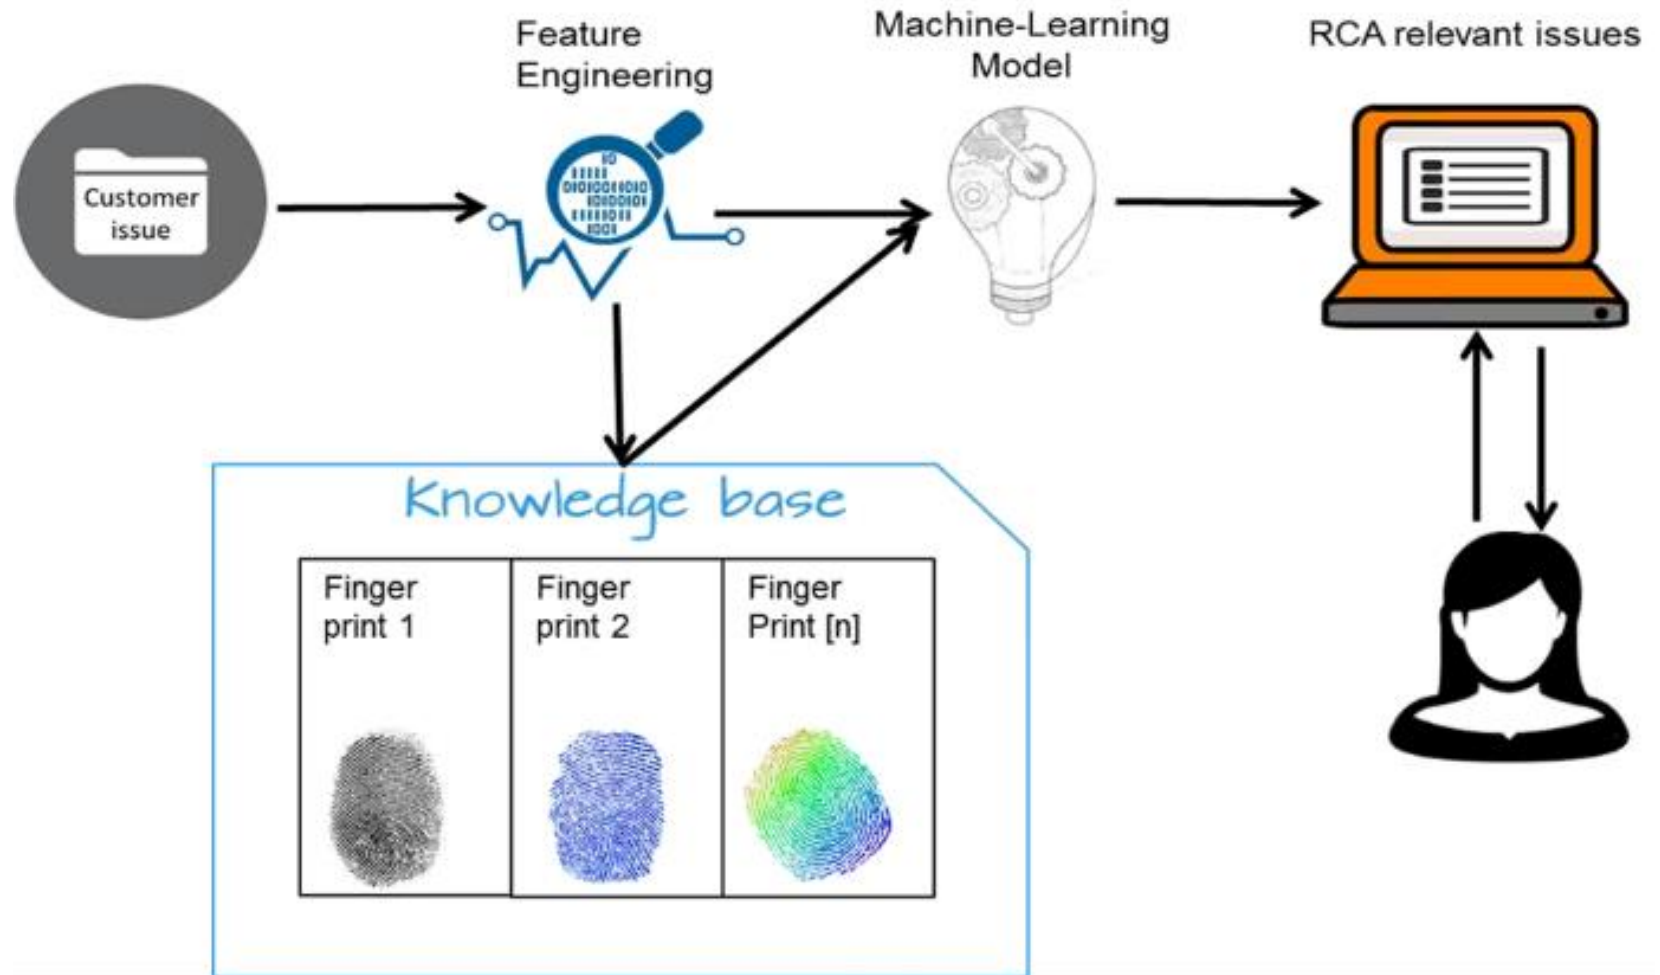 Feature
Engineering
Machine-Learning
Model
RCA relevant issues
Customer
issue
Knowledge base
Finger
print 1
Finger
print 2
Finger
Print [n]